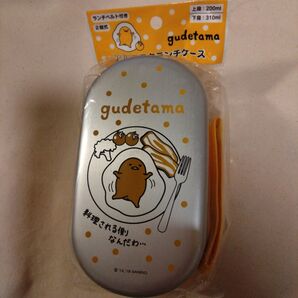 ランチベルト付き
2段式
gudetama
上段：200ml
下段：310ml
ランチケース
gudetama
料理される側
なんだわ…